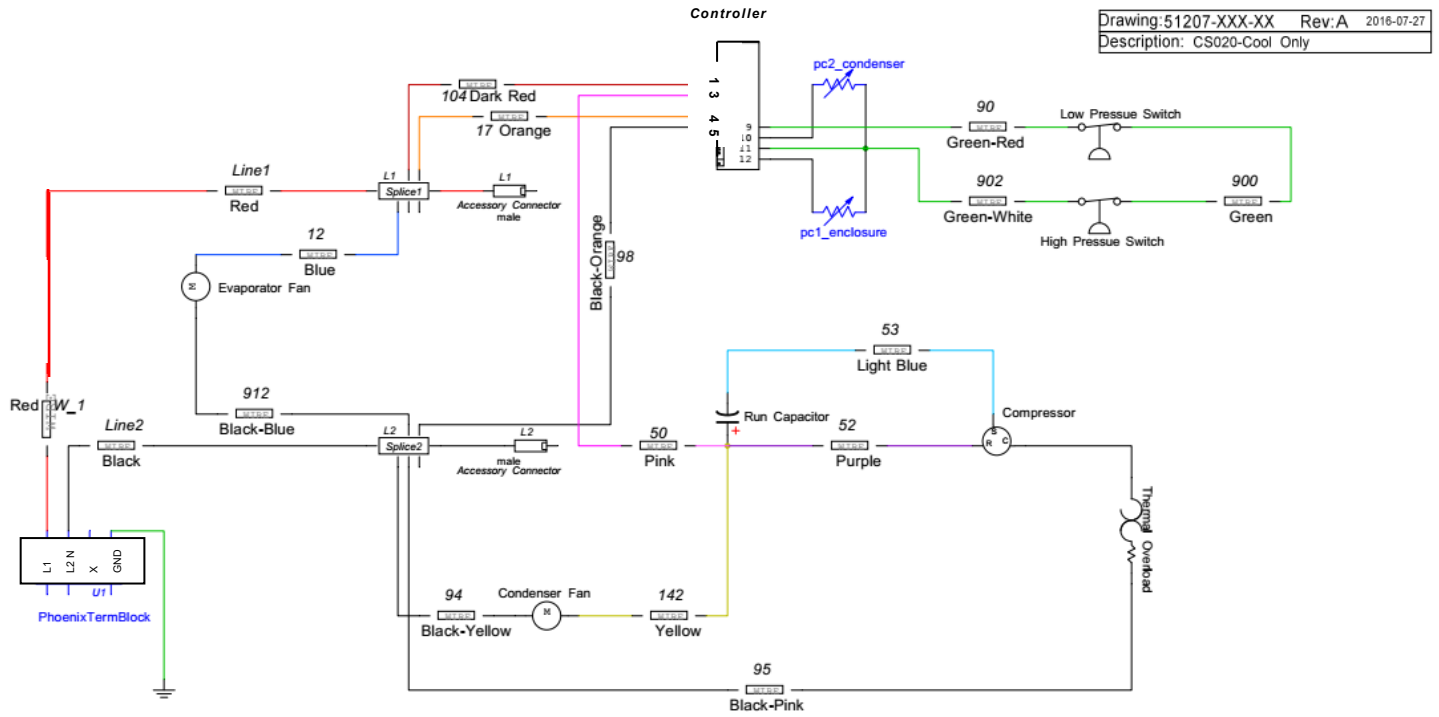 Controller
Drawing: 51207-XXX-XX Rev: A 2016-07-27
Description: CS020-Cool Only
pc2_condenser
1
3
4
5
9
10
11
12
104 Dark Red
17 Orange
90
Green-Red
Low Pressue Switch
Line1
Red
L1
Splice1
L1
Accessory Connector
male
902
Green-White
900
Green
High Pressue Switch
pc1_enclosure
12
Blue
Black-Orange
98
M
Evaporator Fan
53
Light Blue
912
Black-Blue
Red W_1
Run Capacitor
+
Compressor
S
R
C
Line2
Black
L2
Splice2
L2
male
Accessory Connector
50
Pink
52
Purple
Thermal Overload
L1
L2 N
X
GND
U1
PhoenixTermBlock
94
Black-Yellow
Condenser Fan
M
142
Yellow
95
Black-Pink